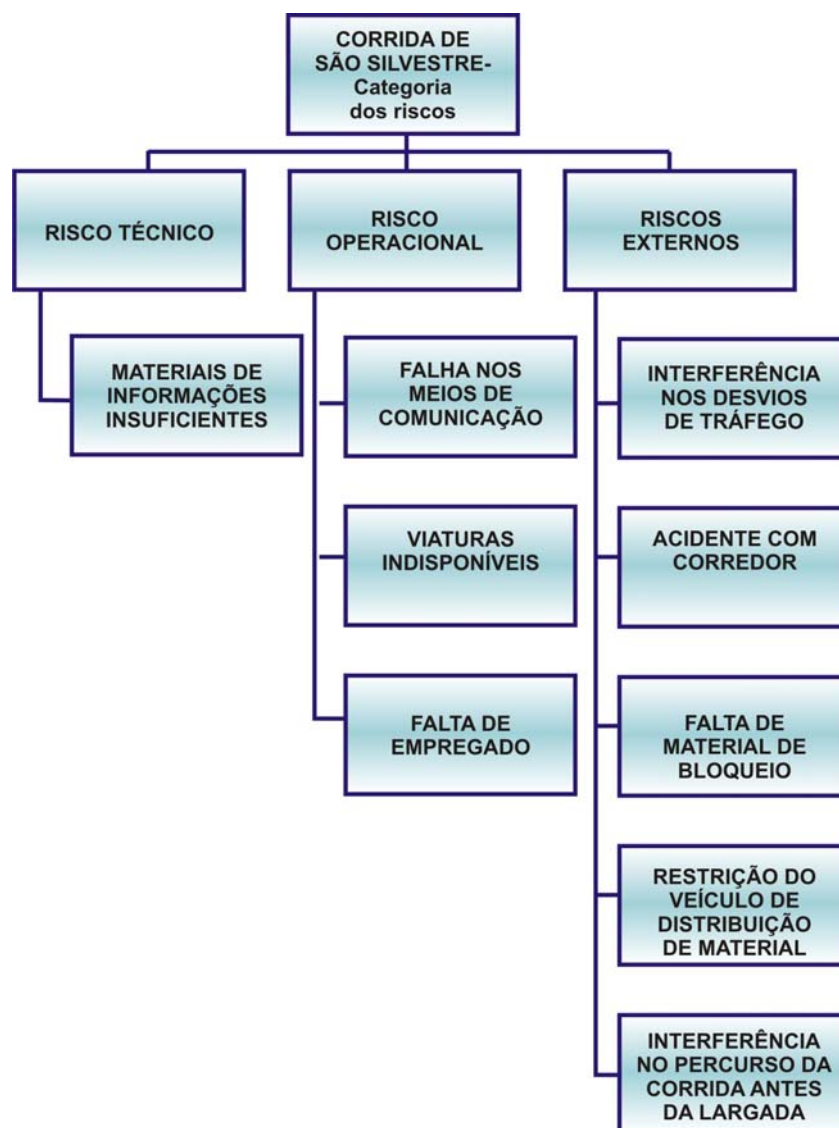 CORRIDA DE
SÃO SILVESTRE-
Categoria
dos riscos
RISCO TÉCNICO
RISCO
OPERACIONAL
RISCOS
EXTERNOS
MATERIAIS DE
INFORMAÇÕES
INSUFICIENTES
FALHA NOS
MEIOS DE
COMUNICAÇÃO
VIATURAS
INDISPONÍVEIS
FALTA DE
EMPREGADO
INTERFERÊNCIA
NOS DESVIOS
DE TRÁFEGO
ACIDENTE COM
CORREDOR
FALTA DE
MATERIAL DE
BLOQUEIO
RESTRIÇÃO DO
VEÍCULO DE
DISTRIBUIÇÃO
DE MATERIAL
INTERFERÊNCIA
NO PERCURSO DA
CORRIDA ANTES
DA LARGADA